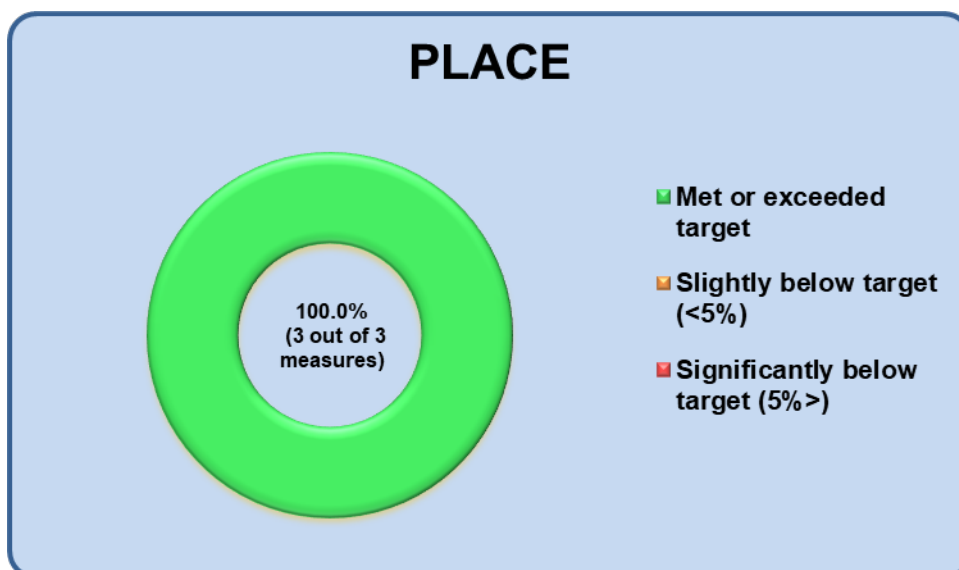 PLACE
100.0%
(3 out of 3
measures)
Met or exceeded
target
Slightly below target
(<5%)
Significantly below
target (5%>)